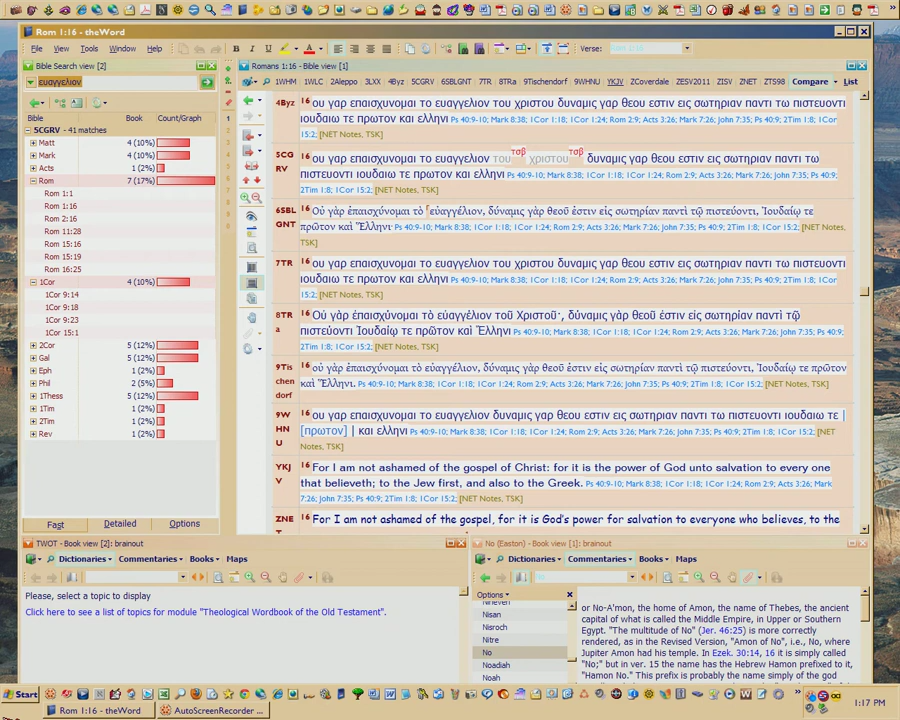 Rom 1:16 - theWord
File View Tools Window Help
B I U A Verse:
Bible Search view [2]
ευαγγελιον
Bible Book Count/Graph
5CGRV - 41 matches
Matt 4 (10%)
Mark 4 (10%)
Acts 1 (2%)
Rom 7 (17%)
Rom 1:1
Rom 1:16
Rom 2:16
Rom 11:28
Rom 15:16
Rom 15:19
Rom 16:25
1Cor 4 (10%)
1Cor 9:14
1Cor 9:18
1Cor 9:23
1Cor 15:1
2Cor 5 (12%)
Gal 5 (12%)
Eph 1 (2%)
Phil 2 (5%)
1Thess 5 (12%)
1Tim 1 (2%)
2Tim 1 (2%)
Rev 1 (2%)
Fast Detailed Options
Romans 1:16 - Bible view [1]
1WHM 1WLC 2Aleppo 3LXX 4Byz 5CGRV 6SBLGNT 7TR 8TRa 9Tischendorf 9WHNU YKJV ZCoverdale ZESV2011 ZISV ZNET ZTS98 Compare List
4Byz 16 ου γαρ επαισχυνομαι το ευαγγελιον του χριστου δυναμις γαρ θεου εστιν εις σωτηριαν παντι τω πιστευοντι
ιουδαιω τε πρωτον και ελληνι Ps 40:9-10; Mark 8:38; 1Cor 1:18; 1Cor 1:24; Rom 2:9; Acts 3:26; Mark 7:26; John 7:35; Ps 40:9; 2Tim 1:8; 1Cor
15:2; [NET Notes, TSK]
5CG 16 ου γαρ επαισχυνομαι το ευαγγελιον του τσβ χριστου τσβ δυναμις γαρ θεου εστιν εις σωτηριαν παντι τω
RV πιστευοντι ιουδαιω τε πρωτον και ελληνι Ps 40:9-10; Mark 8:38; 1Cor 1:18; 1Cor 1:24; Rom 2:9; Acts 3:26; Mark 7:26; John 7:35; Ps 40:9;
2Tim 1:8; 1Cor 15:2; [NET Notes, TSK]
6SBL 16 Οὐ γὰρ ἐπαισχύνομαι τὸ ⸀εὐαγγέλιον, δύναμις γὰρ θεοῦ ἐστιν εἰς σωτηρίαν παντὶ τῷ πιστεύοντι, Ἰουδαίῳ τε
GNT πρῶτον καὶ Ἕλληνι· Ps 40:9-10; Mark 8:38; 1Cor 1:18; 1Cor 1:24; Rom 2:9; Acts 3:26; Mark 7:26; John 7:35; Ps 40:9; 2Tim 1:8; 1Cor 15:2; [NET Notes,
TSK]
7TR 16 ου γαρ επαισχυνομαι το ευαγγελιον του χριστου δυναμις γαρ θεου εστιν εις σωτηριαν παντι τω πιστευοντι
ιουδαιω τε πρωτον και ελληνι Ps 40:9-10; Mark 8:38; 1Cor 1:18; 1Cor 1:24; Rom 2:9; Acts 3:26; Mark 7:26; John 7:35; Ps 40:9; 2Tim 1:8; 1Cor
15:2; [NET Notes, TSK]
8TR 16 Οὐ γὰρ ἐπαισχύνομαι τὸ εὐαγγέλιον τοῦ Χριστοῦ·, δύναμις γὰρ θεοῦ ἐστιν εἰς σωτηρίαν παντὶ τῷ
a πιστεύοντι Ἰουδαίῳ τε πρῶτον καὶ Ἕλληνι Ps 40:9-10; Mark 8:38; 1Cor 1:18; 1Cor 1:24; Rom 2:9; Acts 3:26; Mark 7:26; John 7:35; Ps 40:9;
2Tim 1:8; 1Cor 15:2; [NET Notes, TSK]
9Tis 16 οὐ γὰρ ἐπαισχύνομαι τὸ εὐαγγέλιον, δύναμις γὰρ θεοῦ ἐστιν εἰς σωτηρίαν παντὶ τῷ πιστεύοντι, Ἰουδαίῳ τε πρῶτον
chen καὶ Ἕλληνι. Ps 40:9-10; Mark 8:38; 1Cor 1:18; 1Cor 1:24; Rom 2:9; Acts 3:26; Mark 7:26; John 7:35; Ps 40:9; 2Tim 1:8; 1Cor 15:2; [NET Notes, TSK]
dorf
9W 16 ου γαρ επαισχυνομαι το ευαγγελιον δυναμις γαρ θεου εστιν εις σωτηριαν παντι τω πιστευοντι ιουδαιω τε |
HN [πρωτον] | και ελληνι Ps 40:9-10; Mark 8:38; 1Cor 1:18; 1Cor 1:24; Rom 2:9; Acts 3:26; Mark 7:26; John 7:35; Ps 40:9; 2Tim 1:8; 1Cor 15:2; [NET
U Notes, TSK]
YKJ 16 For I am not ashamed of the gospel of Christ: for it is the power of God unto salvation to every one
V that believeth; to the Jew first, and also to the Greek. Ps 40:9-10; Mark 8:38; 1Cor 1:18; 1Cor 1:24; Rom 2:9; Acts 3:26; Mark
7:26; John 7:35; Ps 40:9; 2Tim 1:8; 1Cor 15:2; [NET Notes, TSK]
ZNE 16 For I am not ashamed of the gospel, for it is God's power for salvation to everyone who believes, to the
TWOT - Book view [2]: brainout
Dictionaries Commentaries Books Maps
Please, select a topic to display
Click here to see a list of topics for module "Theological Wordbook of the Old Testament".
No (Easton) - Book view [1]: brainout
Dictionaries Commentaries Books Maps
Options
Nineveh
Nisan
Nisroch
Nitre
No
Noadiah
Noah
or No-A'mon, the home of Amon, the name of Thebes, the ancient
capital of what is called the Middle Empire, in Upper or Southern
Egypt. "The multitude of No" (Jer. 46:25) is more correctly
rendered, as in the Revised Version, "Amon of No", i.e., No, where
Jupiter Amon had his temple. In Ezek. 30:14, 16 it is simply called
"No;" but in ver. 15 the name has the Hebrew Hamon prefixed to it,
"Hamon No." This prefix is probably the name simply of the god
Start
Rom 1:16 - theWord AutoScreenRecorder ...
1:17 PM